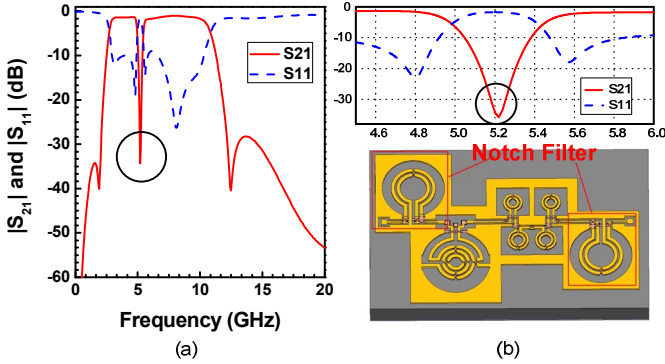 (a)
0
-10
-20
-30
-40
-50
-60
|S21| and |S11| (dB)
S21
S11
0
5
10
15
20
Frequency (GHz)
(a)
(b)
0
-10
-20
-30
S21
S11
4.6
4.8
5.0
5.2
5.4
5.6
5.8
6.0
Notch Filter
(b)